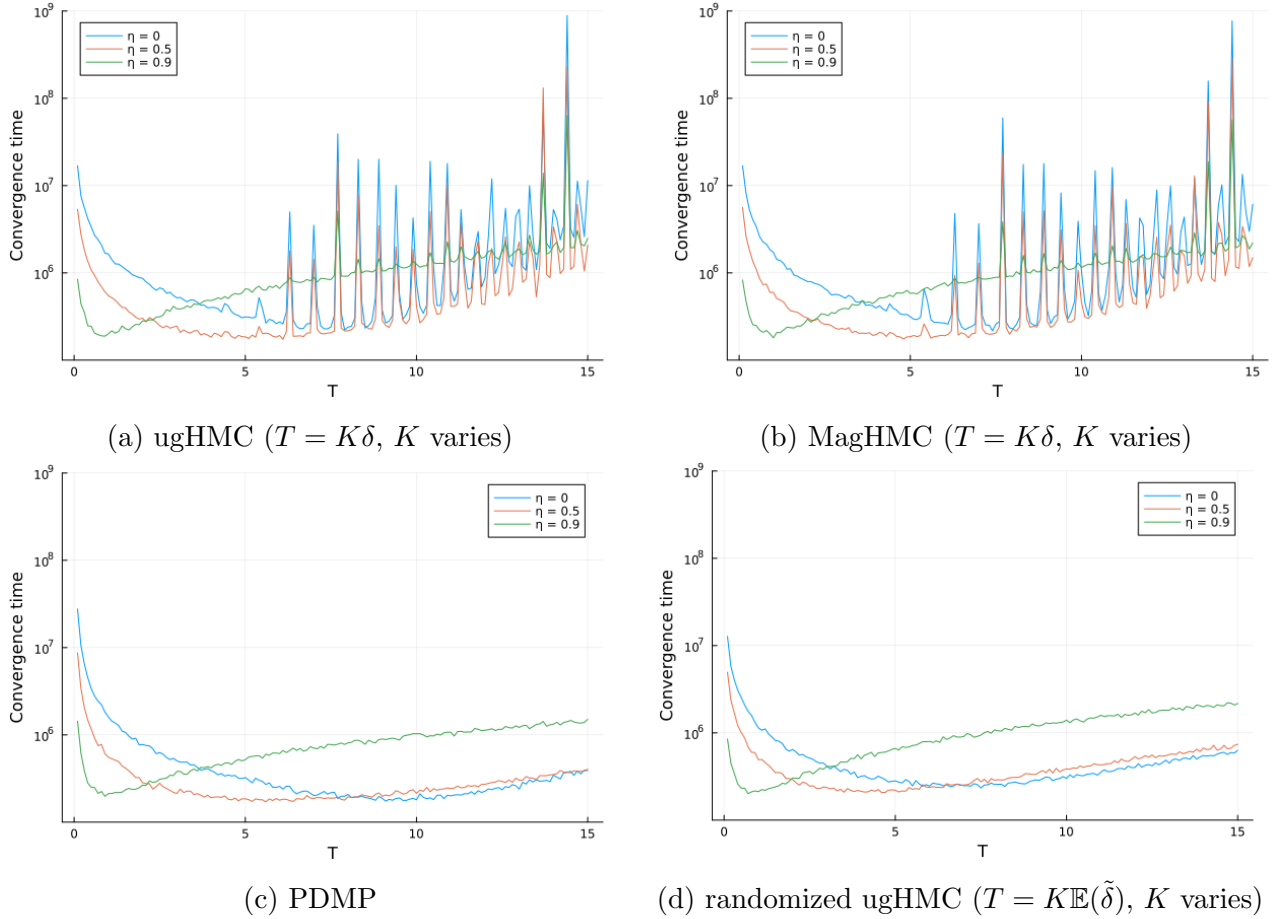 10⁹
10⁸
10⁷
10⁶
Convergence time
η = 0
η = 0.5
η = 0.9
0
5
10
15
T
(a) ugHMC (T = Kδ, K varies)
10⁹
10⁸
10⁷
10⁶
Convergence time
η = 0
η = 0.5
η = 0.9
0
5
10
15
T
(b) MagHMC (T = Kδ, K varies)
10⁹
10⁸
10⁷
10⁶
Convergence time
η = 0
η = 0.5
η = 0.9
0
5
10
15
T
(c) PDMP
10⁹
10⁸
10⁷
10⁶
Convergence time
η = 0
η = 0.5
η = 0.9
0
5
10
15
T
(d) randomized ugHMC (T = K𝔼(δ̃), K varies)